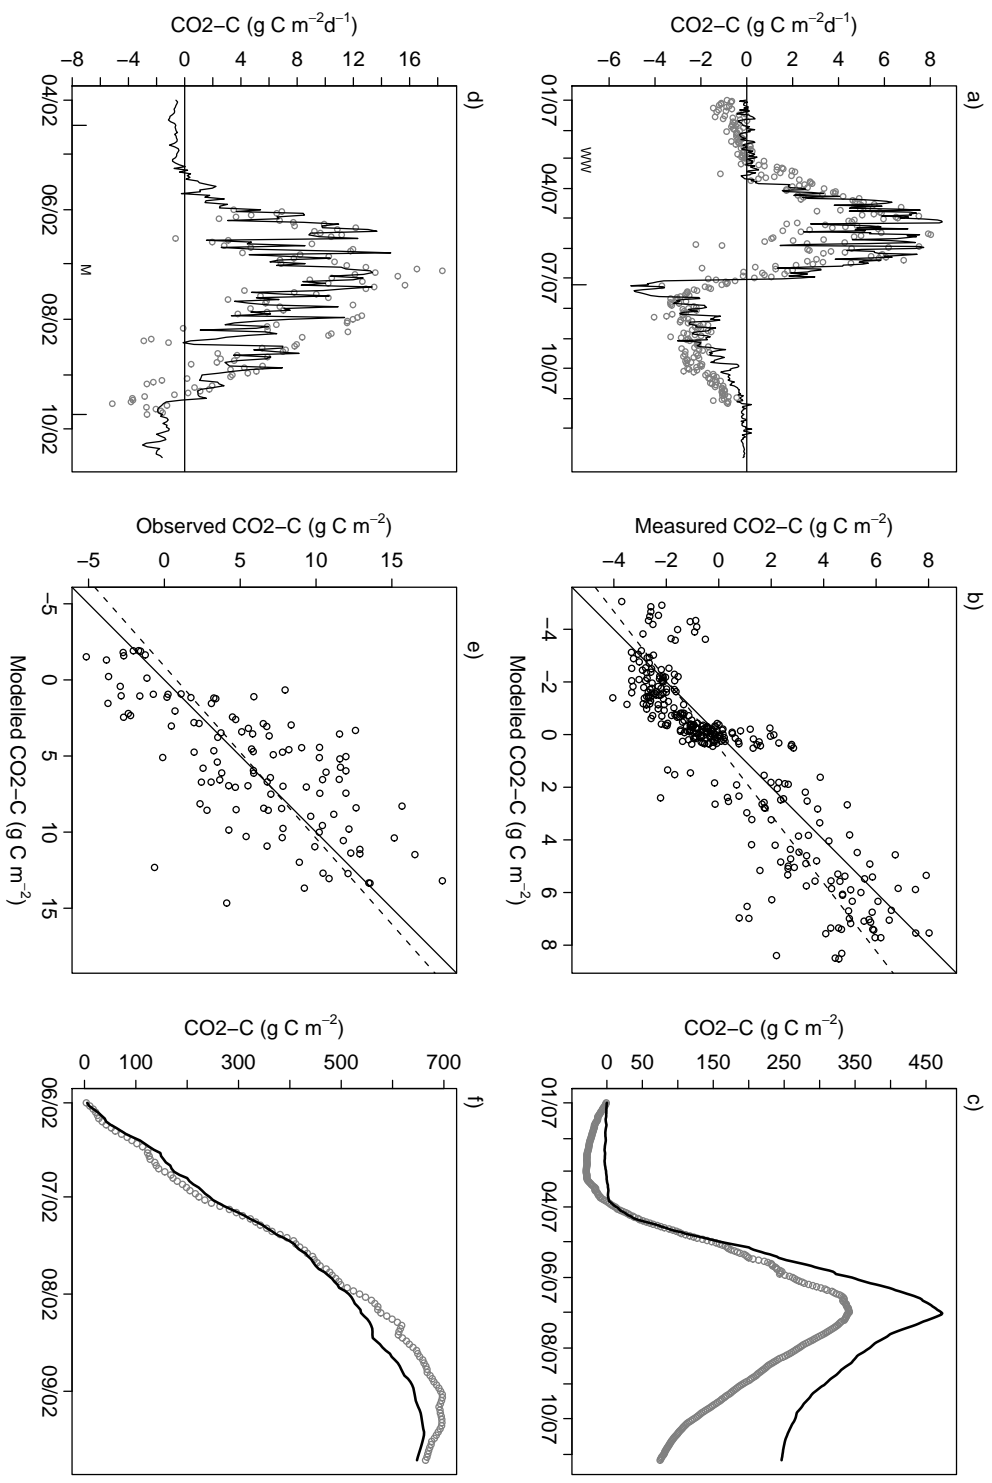 a)
CO2−C (g C m⁻²d⁻¹)
−6 −4 −2 0 2 4 6 8
WW
01/07 04/07 07/07 10/07
b)
Measured CO2−C (g C m⁻²)
−4 −2 0 2 4 6 8
−4 −2 0 2 4 6 8
Modelled CO2−C (g C m⁻²)
c)
CO2−C (g C m⁻²)
0 50 150 250 350 450
01/07 04/07 06/07 08/07 10/07
d)
CO2−C (g C m⁻²d⁻¹)
−8 −4 0 4 8 12 16
M
04/02 06/02 08/02 10/02
e)
Observed CO2−C (g C m⁻²)
−5 0 5 10 15
−5 0 5 10 15
Modelled CO2−C (g C m⁻²)
f)
CO2−C (g C m⁻²)
0 100 300 500 700
06/02 07/02 08/02 09/02